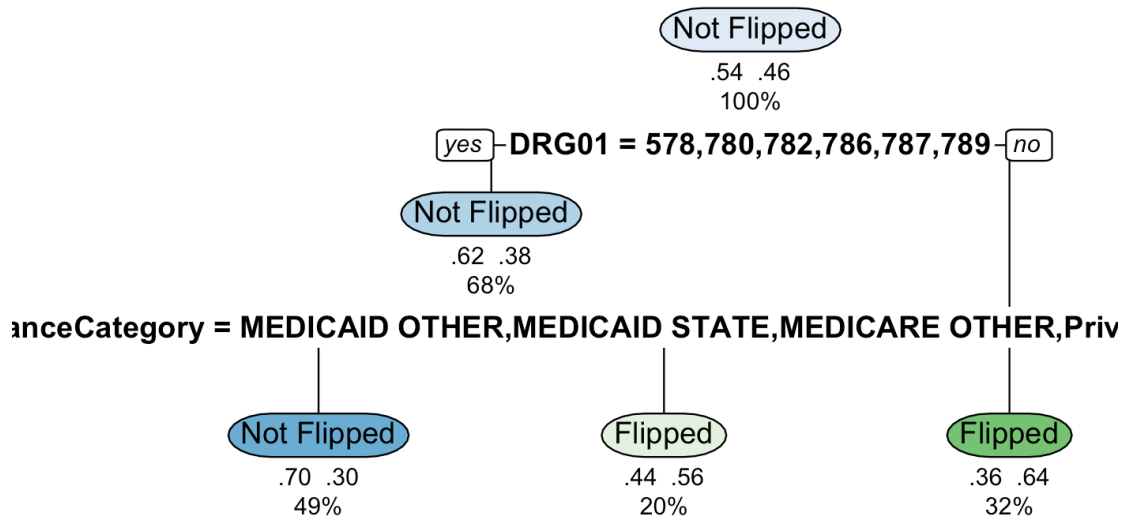 Not Flipped
.54 .46
100%
yes DRG01 = 578,780,782,786,787,789 no
Not Flipped
.62 .38
68%
anceCategory = MEDICAID OTHER,MEDICAID STATE,MEDICARE OTHER,Priv
Not Flipped Flipped Flipped
.70 .30 .44 .56 .36 .64
49% 20% 32%